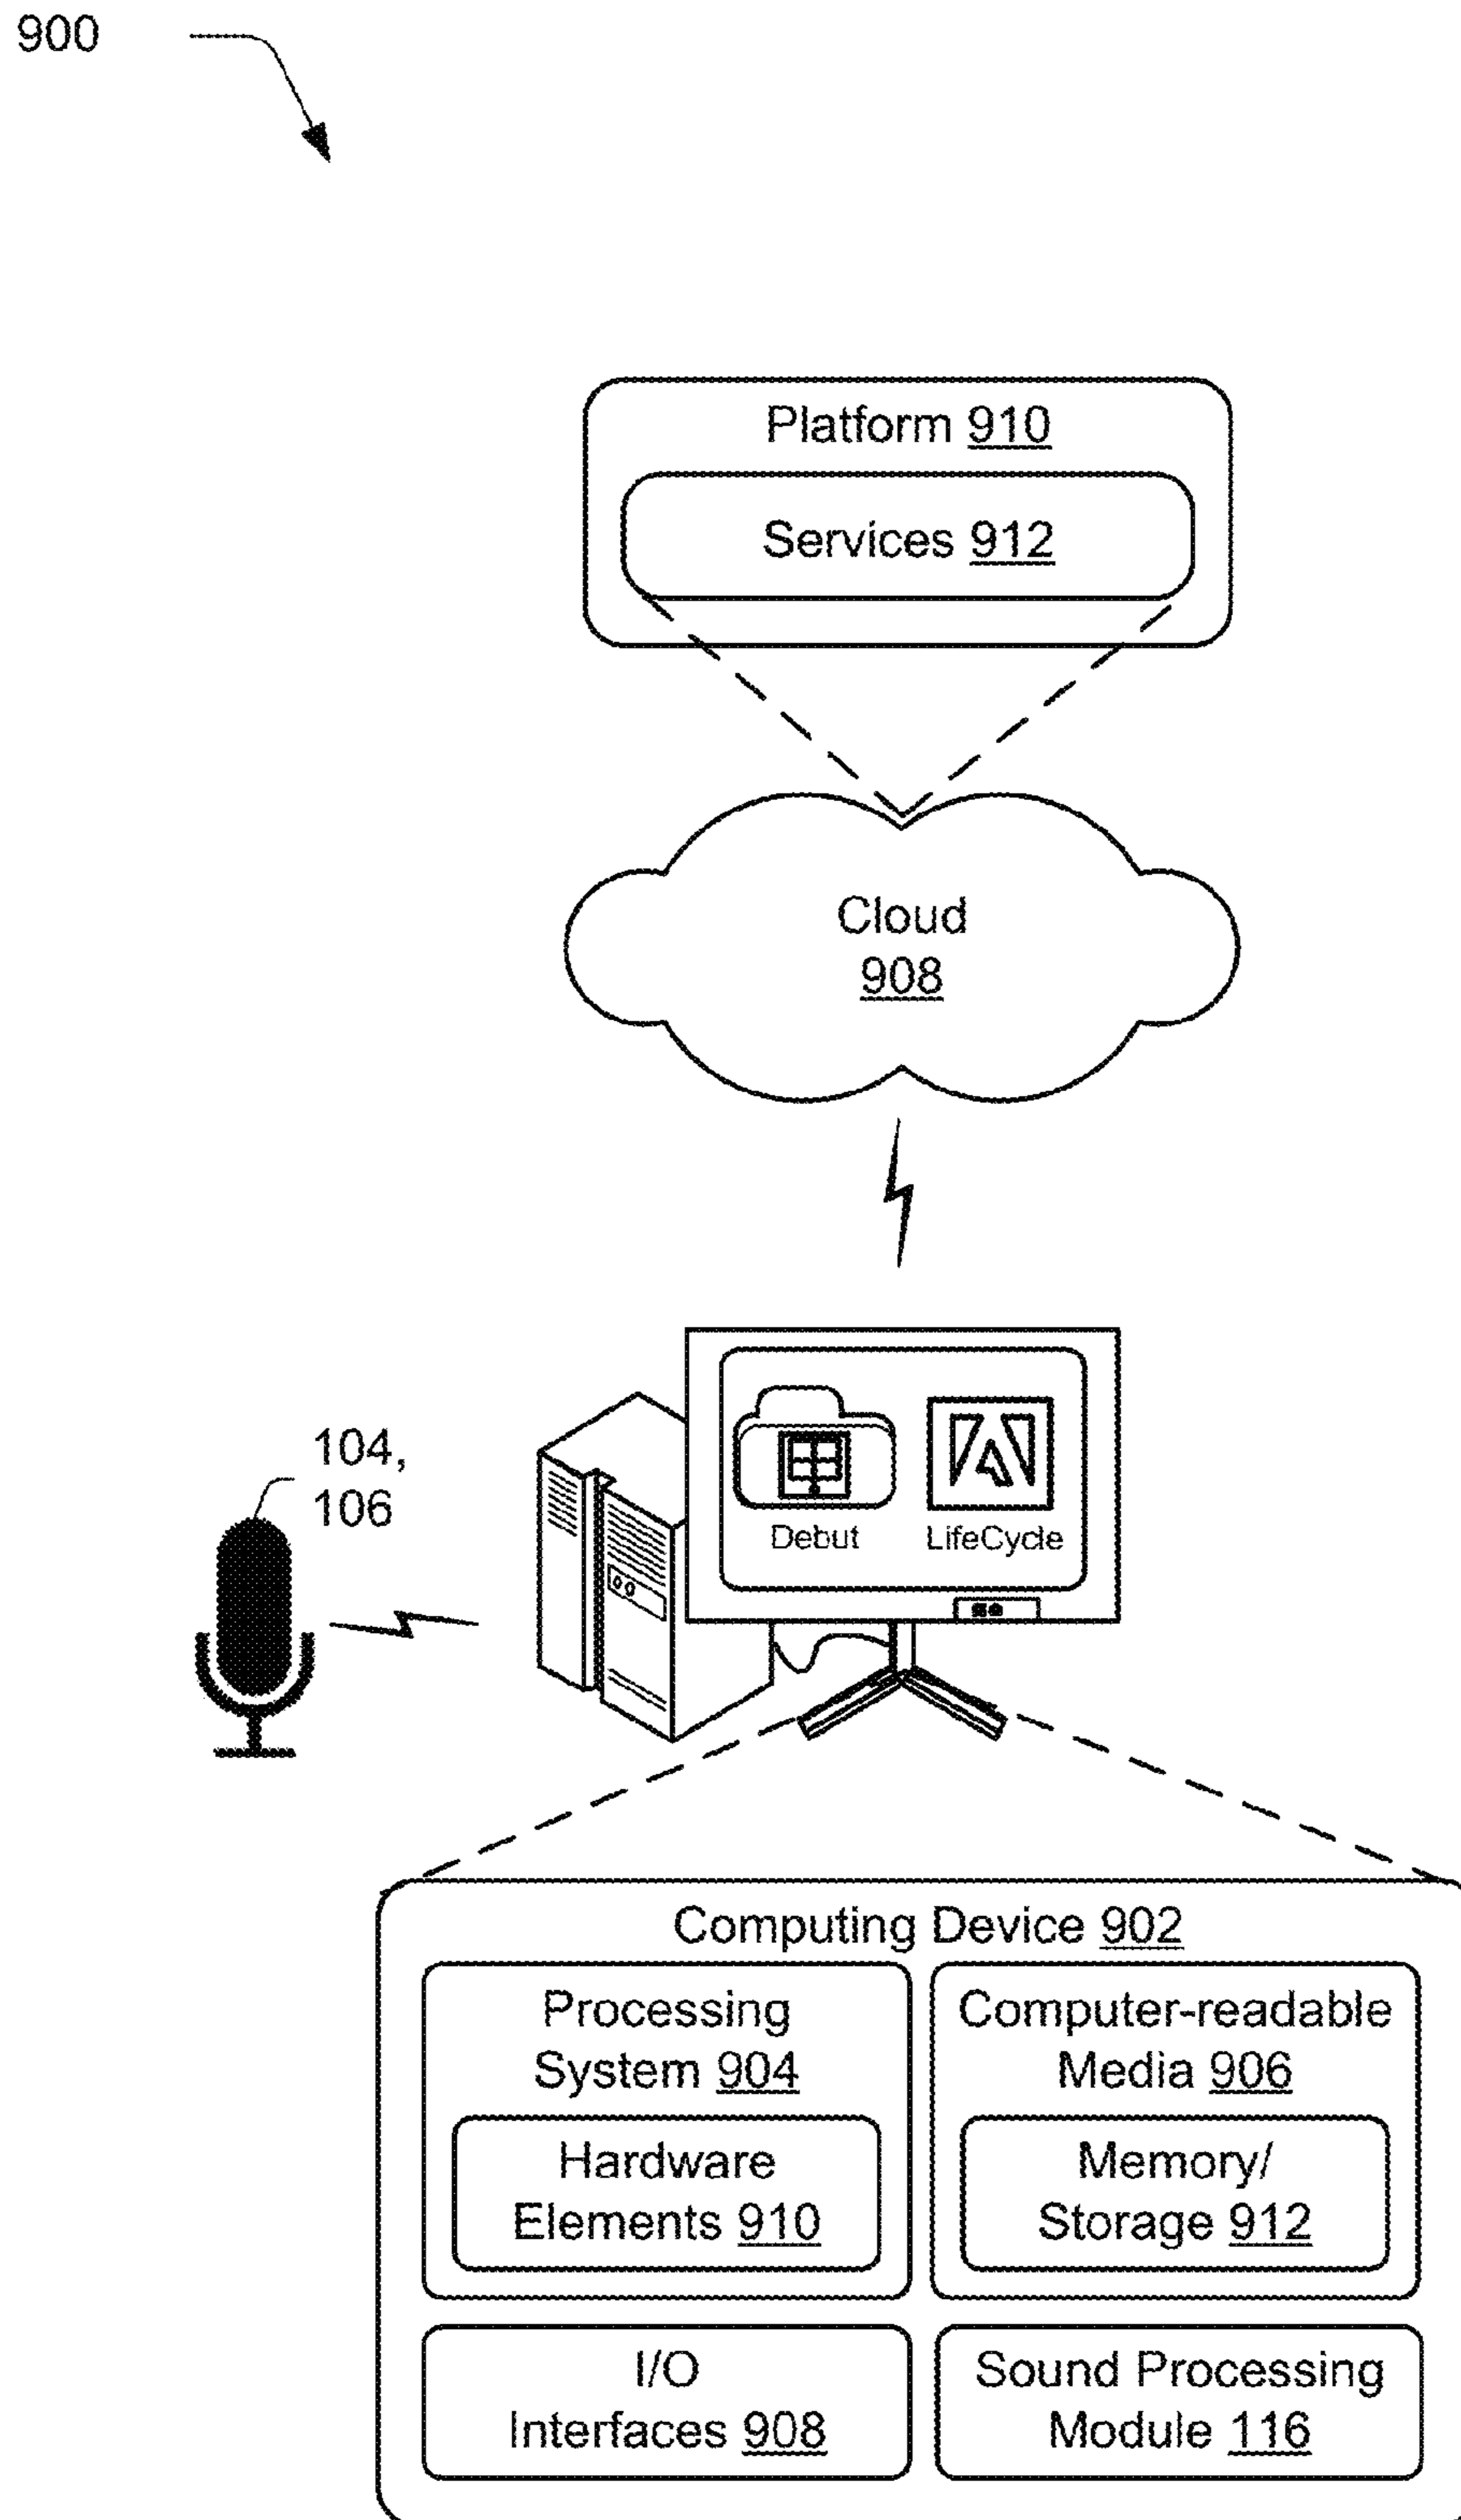 900
Platform 910
Services 912
Cloud
908
104,
106
Debut
LifeCycle
Computing Device 902
Processing
System 904
Hardware
Elements 910
Computer-readable
Media 906
Memory/
Storage 912
I/O
Interfaces 908
Sound Processing
Module 116